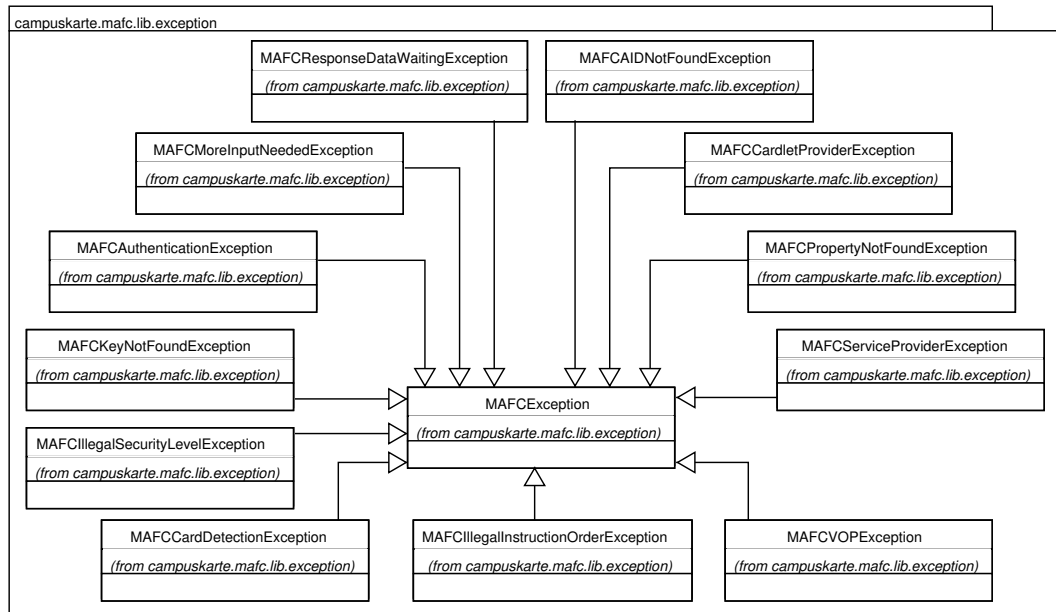 campuskarte.mafc.lib.exception
MAFCResponseDataWaitingException
(from campuskarte.mafc.lib.exception)
MAFCAIDNotFoundException
(from campuskarte.mafc.lib.exception)
MAFCMoreInputNeededException
(from campuskarte.mafc.lib.exception)
MAFCCardletProviderException
(from campuskarte.mafc.lib.exception)
MAFCAuthenticationException
(from campuskarte.mafc.lib.exception)
MAFCPropertyNotFoundException
(from campuskarte.mafc.lib.exception)
MAFCKeyNotFoundException
(from campuskarte.mafc.lib.exception)
MAFCServiceProviderException
(from campuskarte.mafc.lib.exception)
MAFCException
(from campuskarte.mafc.lib.exception)
MAFCIllegalSecurityLevelException
(from campuskarte.mafc.lib.exception)
MAFCCardDetectionException
(from campuskarte.mafc.lib.exception)
MAFCIllegalInstructionOrderException
(from campuskarte.mafc.lib.exception)
MAFCVOPException
(from campuskarte.mafc.lib.exception)